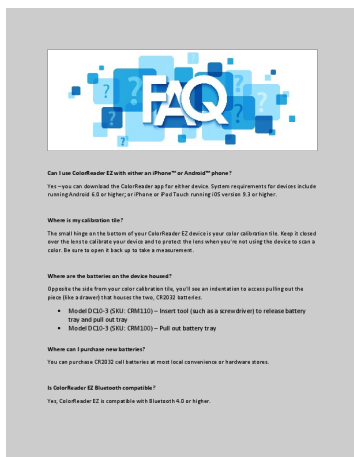 FAQ
Can I use ColorReader EZ with either an iPhone™ or Android™ phone?
Yes – you can download the ColorReader app for either device. System requirements for devices include
running Android 6.0 or higher; or iPhone or iPod Touch running iOS version 9.3 or higher.
Where is my calibration tile?
The small hinge on the bottom of your ColorReader EZ device is your color calibration tile. Keep it closed
over the lens to calibrate your device and to protect the lens when you're not using the device to scan a
color. Be sure to open it back up to take a measurement.
Where are the batteries on the device housed?
Opposite the side from your color calibration tile, you'll see an indentation to access pulling out the
piece (like a drawer) that houses the two, CR2032 batteries.
• Model DC10-3 (SKU: CRM110) – Insert tool (such as a screwdriver) to release battery
tray and pull out tray
• Model DC10-3 (SKU: CRM100) – Pull out battery tray
Where can I purchase new batteries?
You can purchase CR2032 cell batteries at most local convenience or hardware stores.
Is ColorReader EZ Bluetooth compatible?
Yes, ColorReader EZ is compatible with Bluetooth 4.0 or higher.